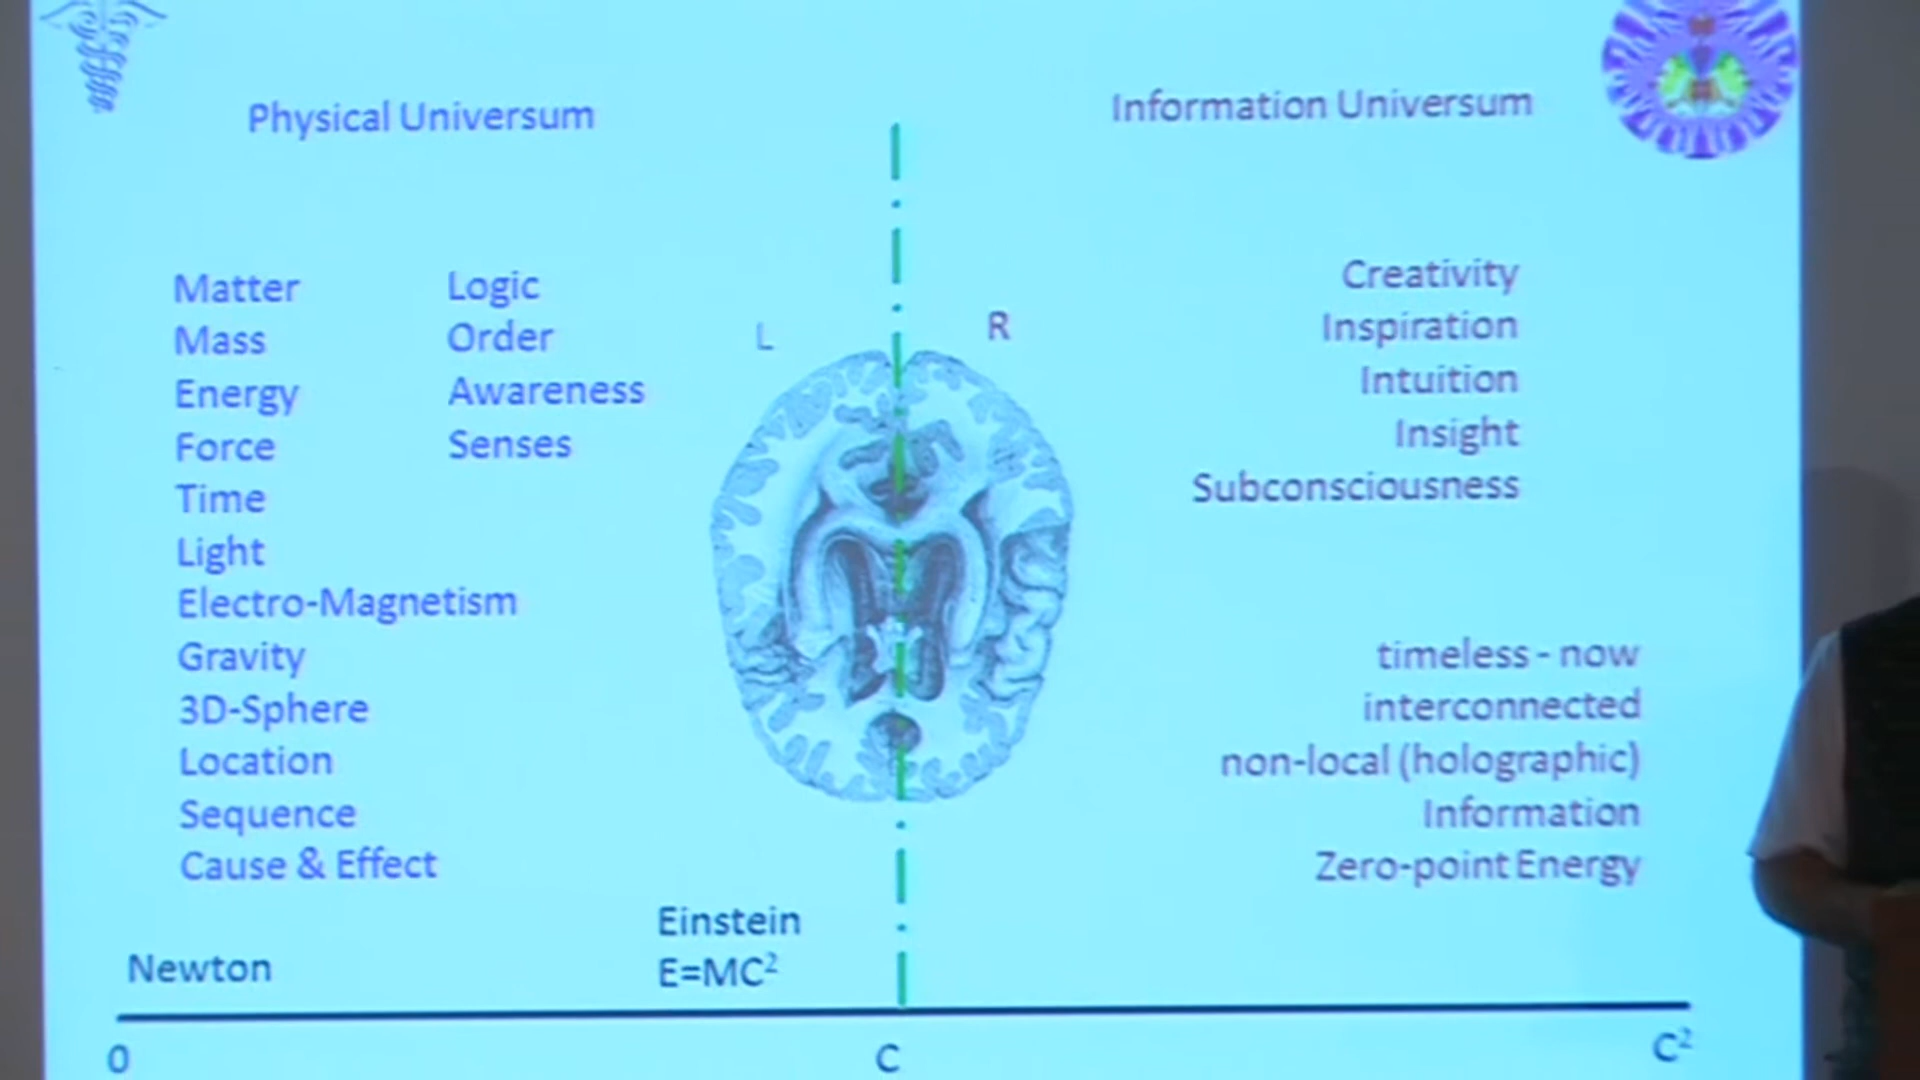 Physical Universum
Information Universum
Matter
Mass
Energy
Force
Time
Light
Electro-Magnetism
Gravity
3D-Sphere
Location
Sequence
Cause & Effect
Logic
Order
Awareness
Senses
L
R
Creativity
Inspiration
Intuition
Insight
Subconsciousness
timeless - now
interconnected
non-local (holographic)
Information
Zero-point Energy
Newton
Einstein
E=MC²
0
C
C²